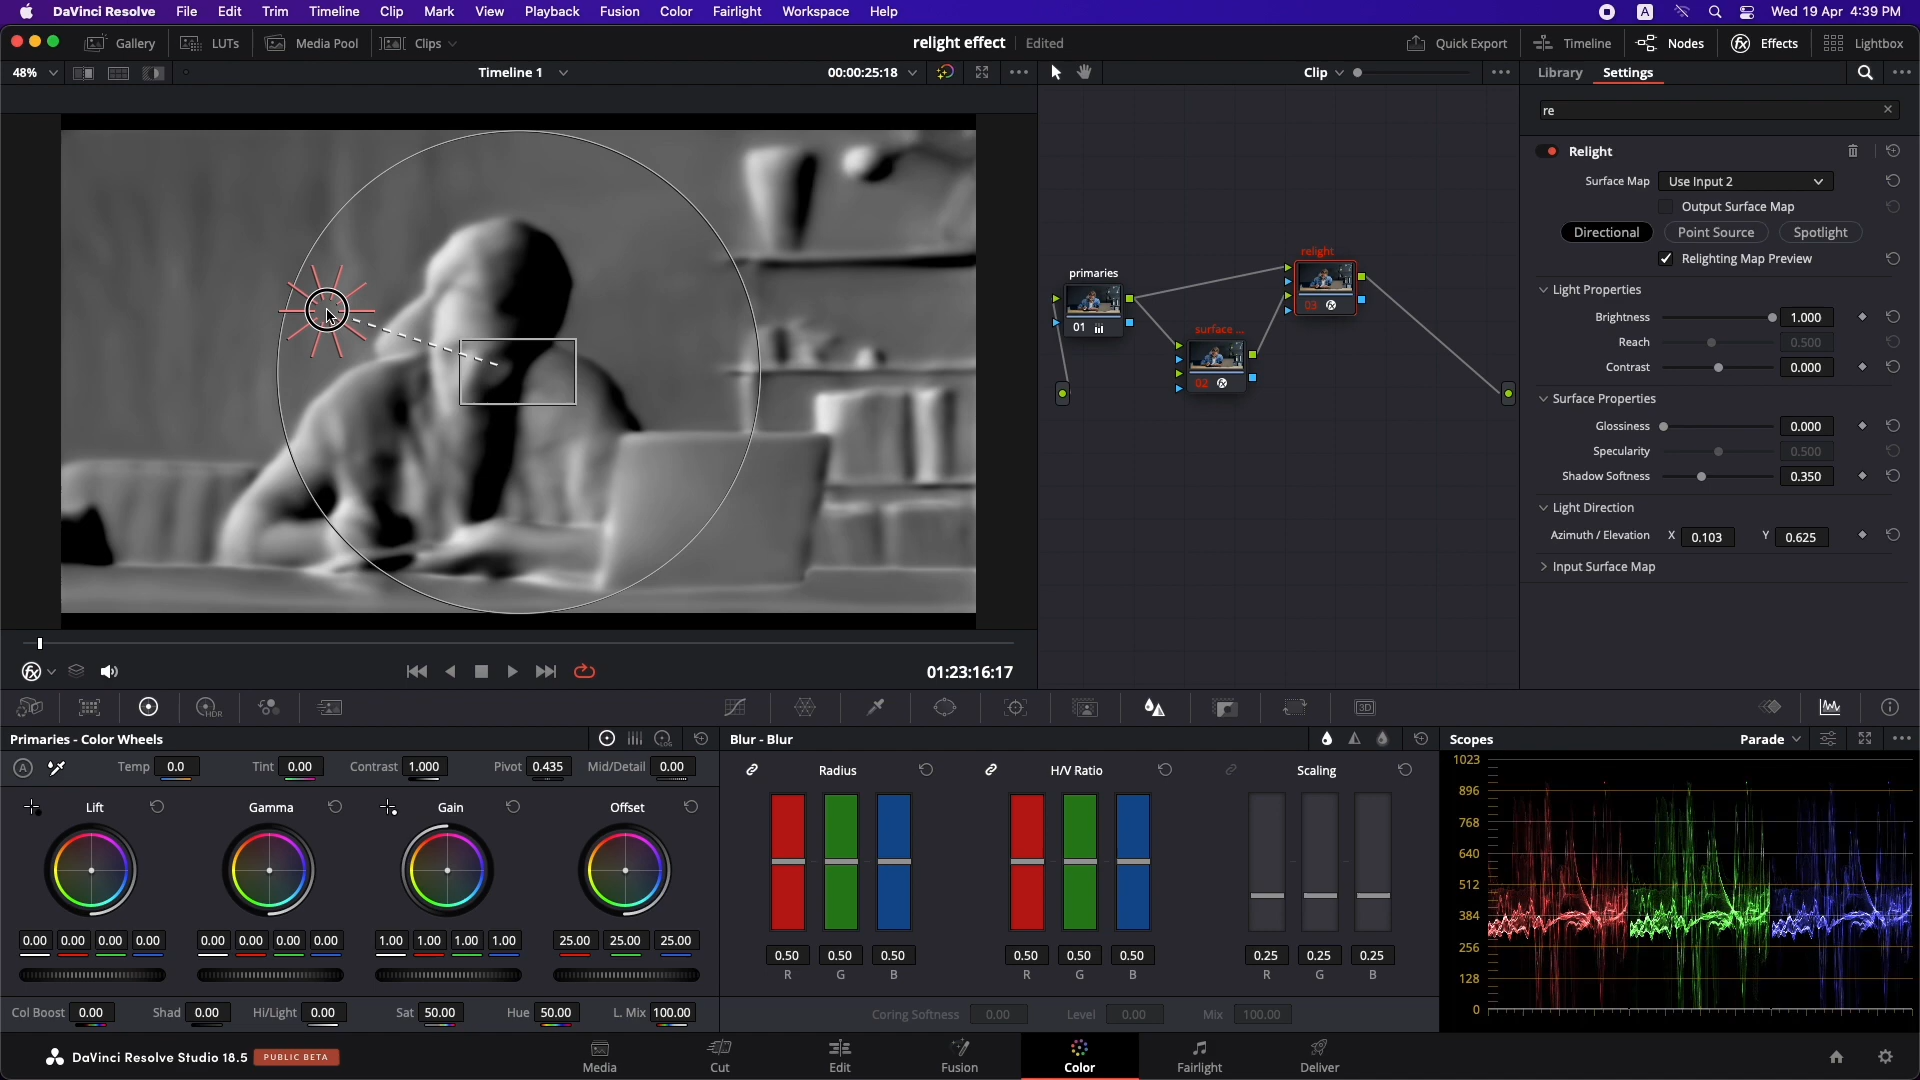 DaVinci Resolve File Edit Trim Timeline Clip Mark View Playback Fusion Color Fairlight Workspace Help A Wed 19 Apr 4:39 PM
Gallery LUTs Media Pool Clips relight effect Edited Quick Export Timeline Nodes Effects Lightbox
48% Timeline 1 00:00:25:18 Clip Library Settings
re
Relight
Surface Map Use Input 2
Output Surface Map
Directional Point Source Spotlight
Relighting Map Preview
Light Properties
Brightness 1.000
Reach 0.500
Contrast 0.000
Surface Properties
Glossiness 0.000
Specularity 0.500
Shadow Softness 0.350
Light Direction
Azimuth / Elevation X 0.103 Y 0.625
Input Surface Map
relight
03 fx
primaries
01
surface ...
02 fx
fx 01:23:16:17
HDR 3D
Primaries - Color Wheels LOG Blur - Blur Scopes Parade
A Temp 0.0 Tint 0.00 Contrast 1.000 Pivot 0.435 Mid/Detail 0.00 Radius H/V Ratio Scaling
Lift Gamma Gain Offset
0.00 0.00 0.00 0.00 0.00 0.00 0.00 0.00 1.00 1.00 1.00 1.00 25.00 25.00 25.00
0.50 0.50 0.50 0.50 0.50 0.50 0.25 0.25 0.25
R G B R G B R G B
Col Boost 0.00 Shad 0.00 Hi/Light 0.00 Sat 50.00 Hue 50.00 L. Mix 100.00 Coring Softness 0.00 Level 0.00 Mix 100.00
1023
896
768
640
512
384
256
128
0
DaVinci Resolve Studio 18.5 PUBLIC BETA Media Cut Edit Fusion Color Fairlight Deliver